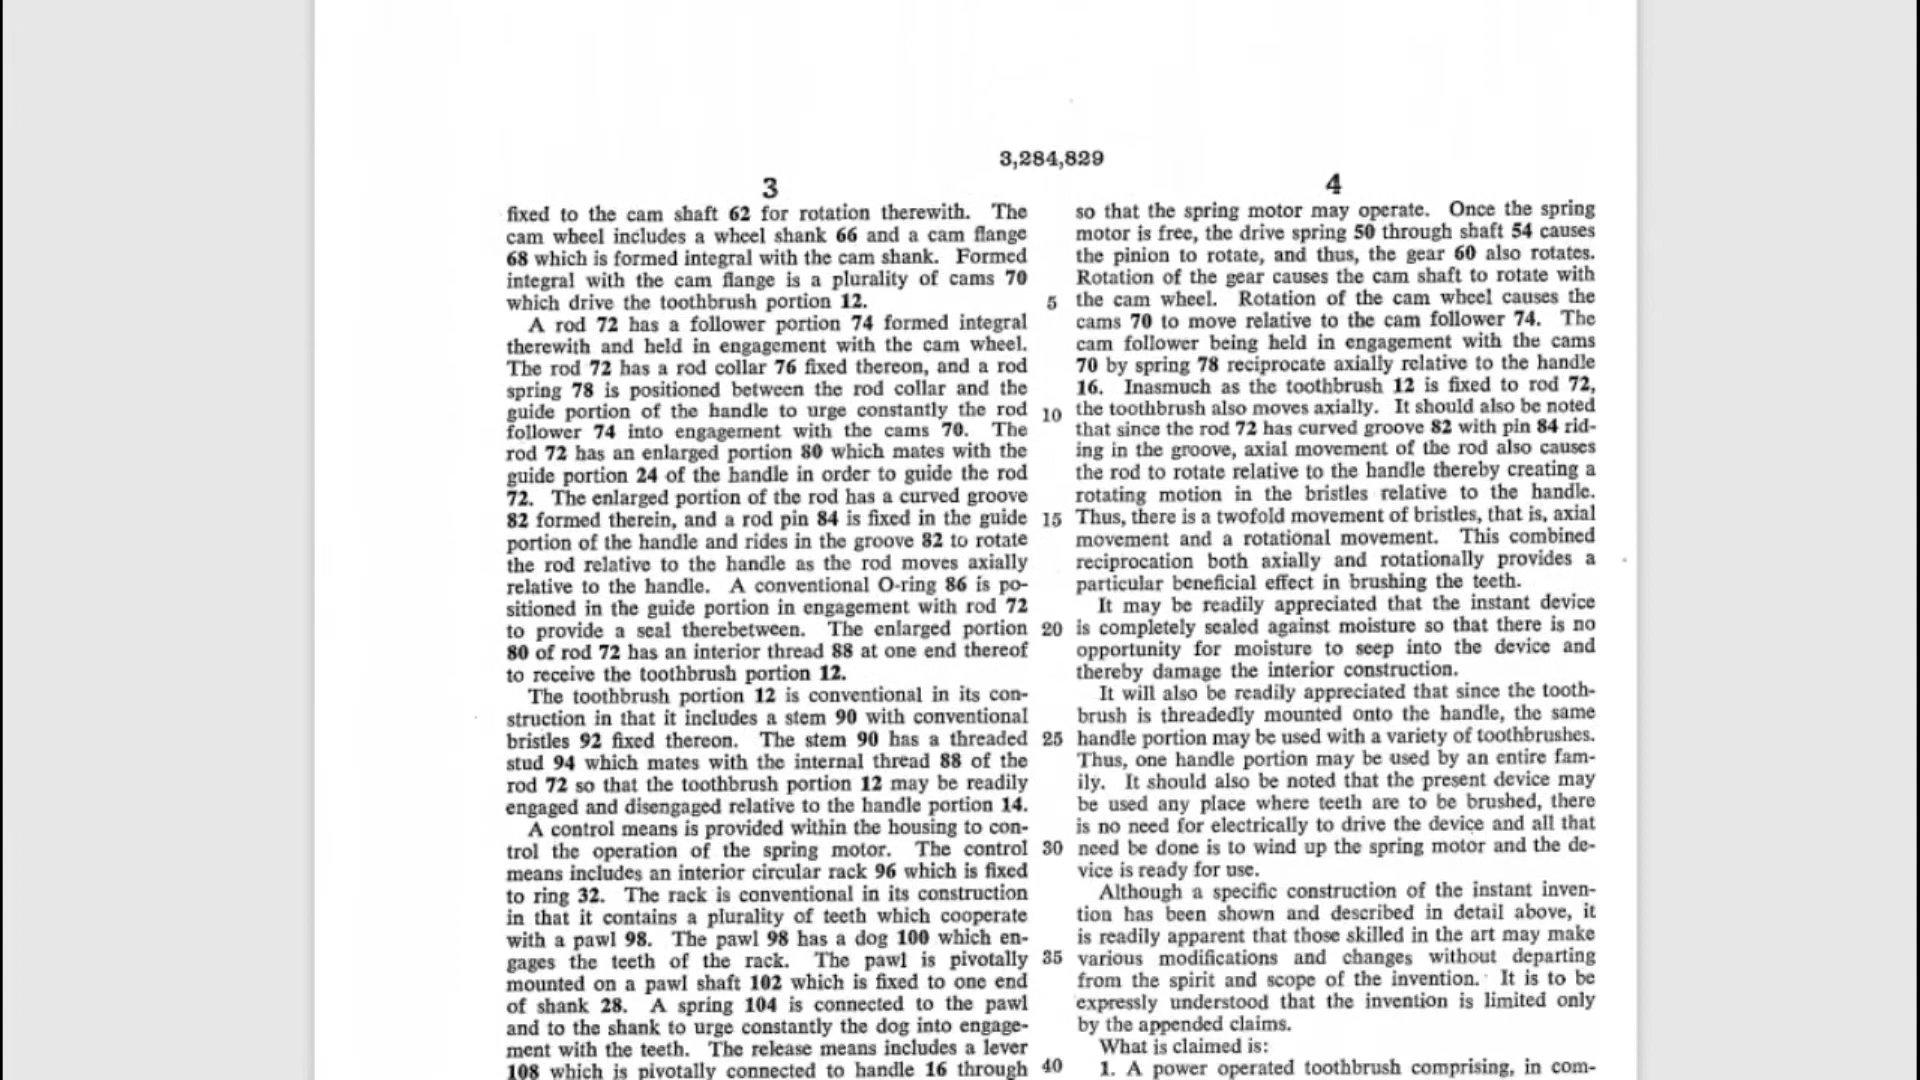 3,284,829
3
fixed to the cam shaft 62 for rotation therewith. The
cam wheel includes a wheel shank 66 and a cam flange
68 which is formed integral with the cam shank. Formed
integral with the cam flange is a plurality of cams 70
which drive the toothbrush portion 12.
A rod 72 has a follower portion 74 formed integral
therewith and held in engagement with the cam wheel.
The rod 72 has a rod collar 76 fixed thereon, and a rod
spring 78 is positioned between the rod collar and the
guide portion of the handle to urge constantly the rod
follower 74 into engagement with the cams 70. The
rod 72 has an enlarged portion 80 which mates with the
guide portion 24 of the handle in order to guide the rod
72. The enlarged portion of the rod has a curved groove
82 formed therein, and a rod pin 84 is fixed in the guide
portion of the handle and rides in the groove 82 to rotate
the rod relative to the handle as the rod moves axially
relative to the handle. A conventional O-ring 86 is po-
sitioned in the guide portion in engagement with rod 72
to provide a seal therebetween. The enlarged portion
80 of rod 72 has an interior thread 88 at one end thereof
to receive the toothbrush portion 12.
The toothbrush portion 12 is conventional in its con-
struction in that it includes a stem 90 with conventional
bristles 92 fixed thereon. The stem 90 has a threaded
stud 94 which mates with the internal thread 88 of the
rod 72 so that the toothbrush portion 12 may be readily
engaged and disengaged relative to the handle portion 14.
A control means is provided within the housing to con-
trol the operation of the spring motor. The control
means includes an interior circular rack 96 which is fixed
to ring 32. The rack is conventional in its construction
in that it contains a plurality of teeth which cooperate
with a pawl 98. The pawl 98 has a dog 100 which en-
gages the teeth of the rack. The pawl is pivotally
mounted on a pawl shaft 102 which is fixed to one end
of shank 28. A spring 104 is connected to the pawl
and to the shank to urge constantly the dog into engage-
ment with the teeth. The release means includes a lever
108 which is pivotally connected to handle 16 through
5
10
15
20
25
30
35
40
4
so that the spring motor may operate. Once the spring
motor is free, the drive spring 50 through shaft 54 causes
the pinion to rotate, and thus, the gear 60 also rotates.
Rotation of the gear causes the cam shaft to rotate with
the cam wheel. Rotation of the cam wheel causes the
cams 70 to move relative to the cam follower 74. The
cam follower being held in engagement with the cams
70 by spring 78 reciprocate axially relative to the handle
16. Inasmuch as the toothbrush 12 is fixed to rod 72,
the toothbrush also moves axially. It should also be noted
that since the rod 72 has curved groove 82 with pin 84 rid-
ing in the groove, axial movement of the rod also causes
the rod to rotate relative to the handle thereby creating a
rotating motion in the bristles relative to the handle.
Thus, there is a twofold movement of bristles, that is, axial
movement and a rotational movement. This combined
reciprocation both axially and rotationally provides a
particular beneficial effect in brushing the teeth.
It may be readily appreciated that the instant device
is completely sealed against moisture so that there is no
opportunity for moisture to seep into the device and
thereby damage the interior construction.
It will also be readily appreciated that since the tooth-
brush is threadedly mounted onto the handle, the same
handle portion may be used with a variety of toothbrushes.
Thus, one handle portion may be used by an entire fam-
ily. It should also be noted that the present device may
be used any place where teeth are to be brushed, there
is no need for electrically to drive the device and all that
need be done is to wind up the spring motor and the de-
vice is ready for use.
Although a specific construction of the instant inven-
tion has been shown and described in detail above, it
is readily apparent that those skilled in the art may make
various modifications and changes without departing
from the spirit and scope of the invention. It is to be
expressly understood that the invention is limited only
by the appended claims.
What is claimed is:
1. A power operated toothbrush comprising, in com-